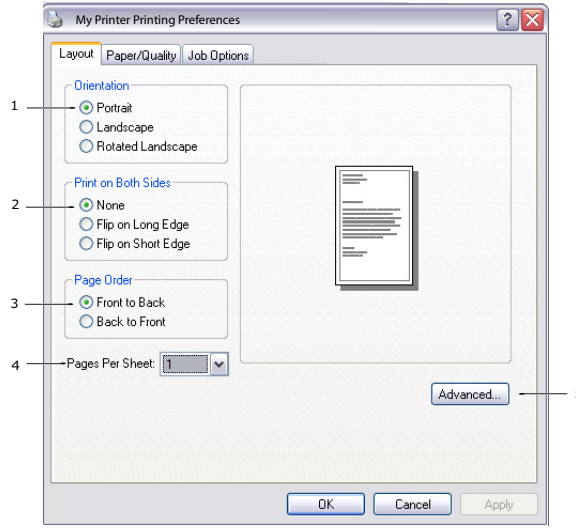 My Printer Printing Preferences
Layout Paper/Quality Job Options
Orientation
1 Portrait
Landscape
Rotated Landscape
Print on Both Sides
2 None
Flip on Long Edge
Flip on Short Edge
Page Order
3 Front to Back
Back to Front
4 Pages Per Sheet: 1
Advanced...
OK Cancel Apply